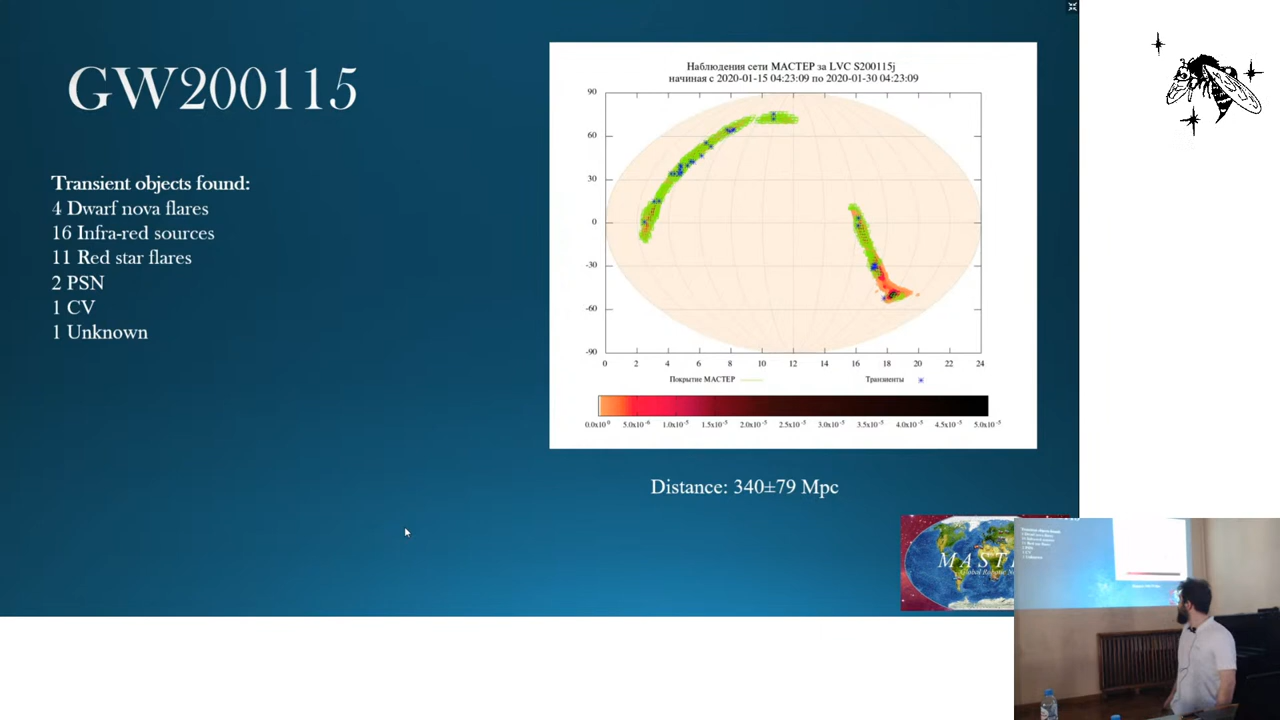 GW200115
Transient objects found:
4 Dwarf nova flares
16 Infra-red sources
11 Red star flares
2 PSN
1 CV
1 Unknown
Наблюдения сети МАСТЕР за LVC S200115j
начиная с 2020-01-15 04:23:09 по 2020-01-30 04:23:09
90
60
30
0
-30
-60
-90
0 2 4 6 8 10 12 14 16 18 20 22 24
Покрытие МАСТЕР
Транзиенты
0.0x10⁰ 5.0x10⁻⁶ 1.0x10⁻⁵ 1.5x10⁻⁵ 2.0x10⁻⁵ 2.5x10⁻⁵ 3.0x10⁻⁵ 3.5x10⁻⁵ 4.0x10⁻⁵ 4.5x10⁻⁵ 5.0x10⁻⁵
Distance: 340±79 Mpc
MAST